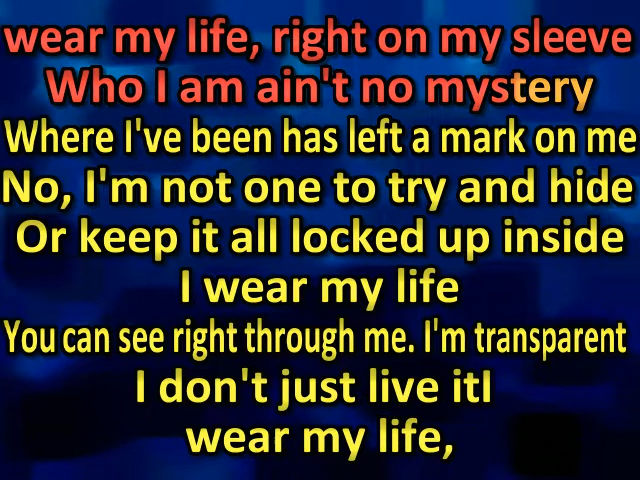 wear my life, right on my sleeve
Who I am ain't no mystery
Where I've been has left a mark on me
No, I'm not one to try and hide
Or keep it all locked up inside
I wear my life
You can see right through me. I'm transparent
I don't just live itI
wear my life,